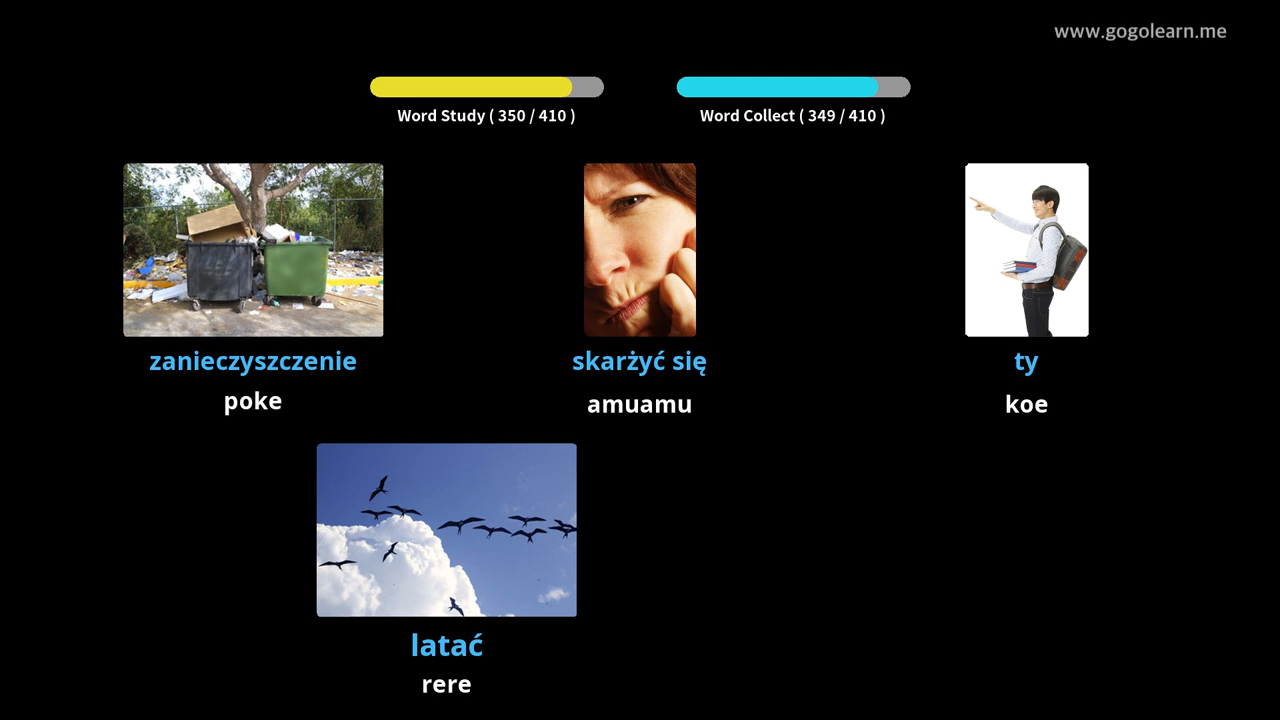 www.gogolearn.me
Word Study ( 350 / 410 )
Word Collect ( 349 / 410 )
zanieczyszczenie
poke
skarżyć się
amuamu
ty
koe
latać
rere